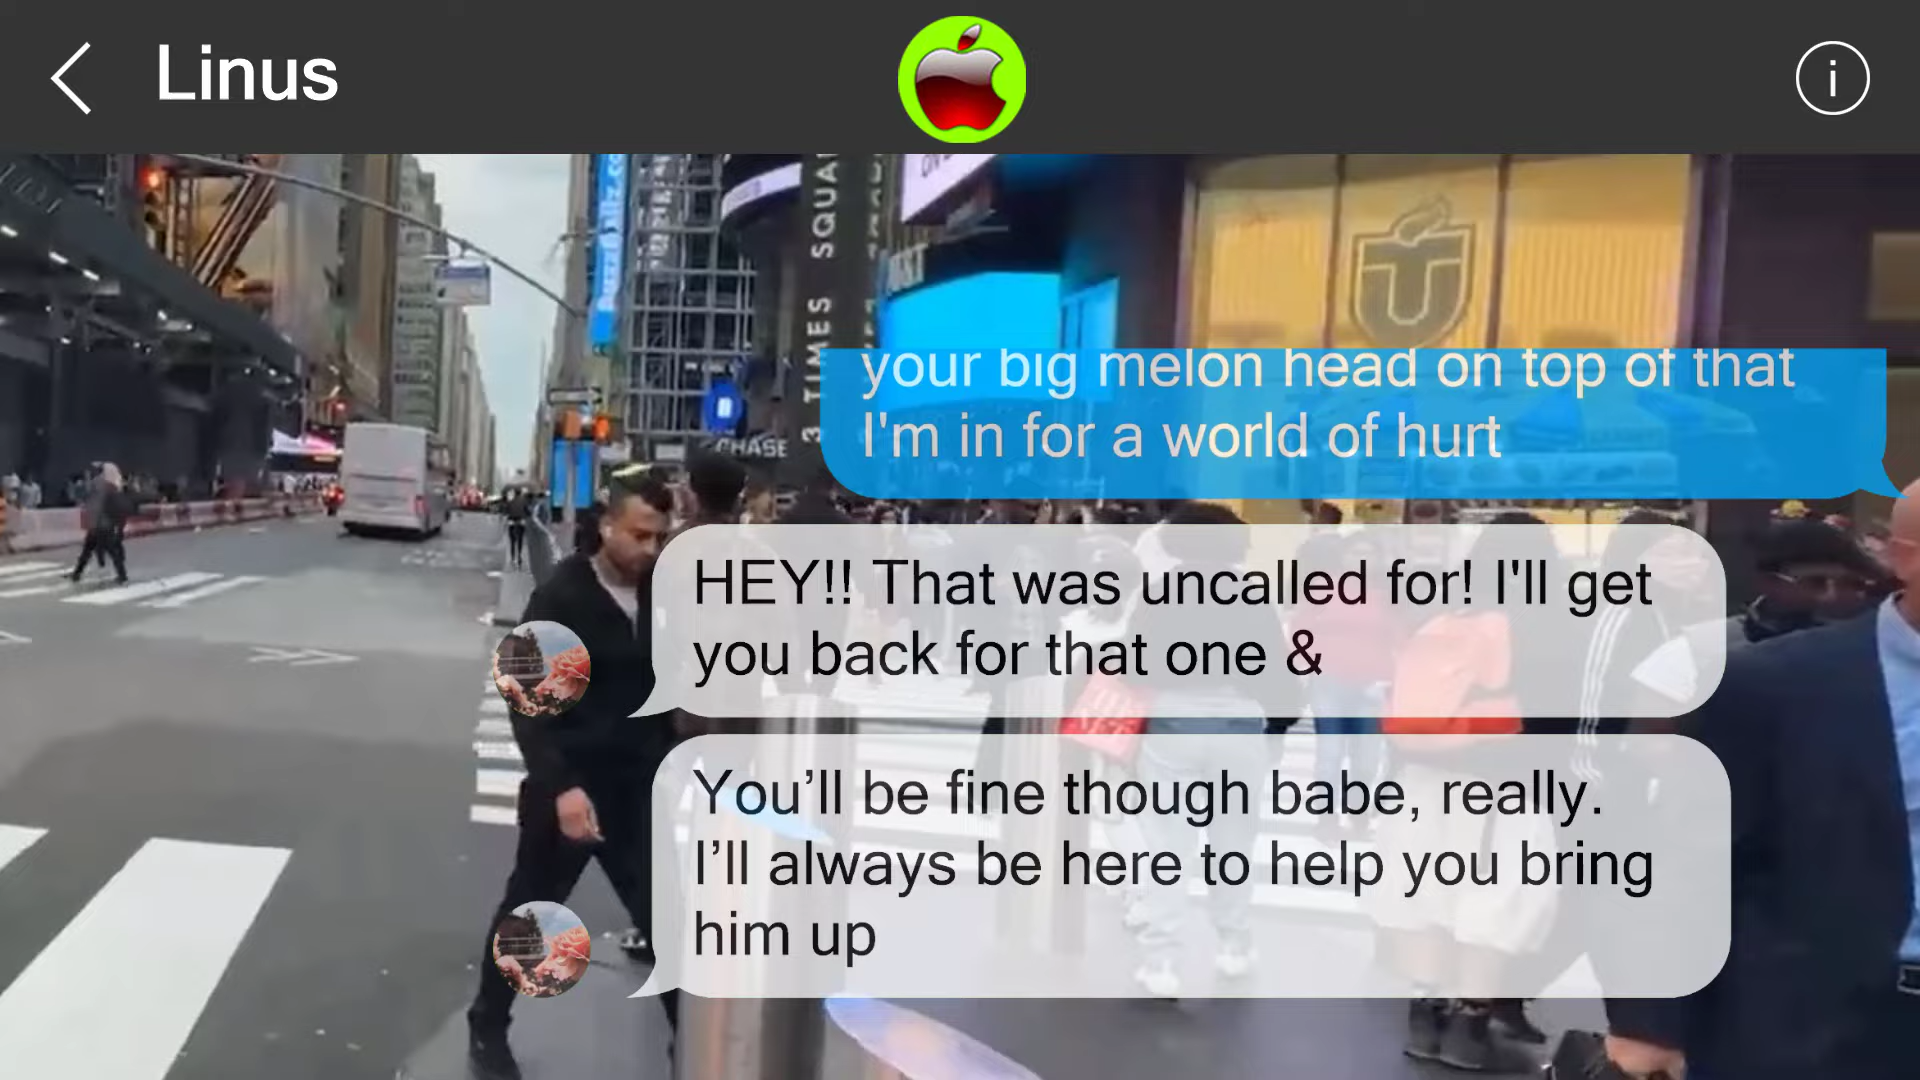 Linus
i
3 TIMES SQUA
CHASE
your big melon head on top of that
I'm in for a world of hurt
HEY!! That was uncalled for! I'll get
you back for that one &
You’ll be fine though babe, really.
I’ll always be here to help you bring
him up